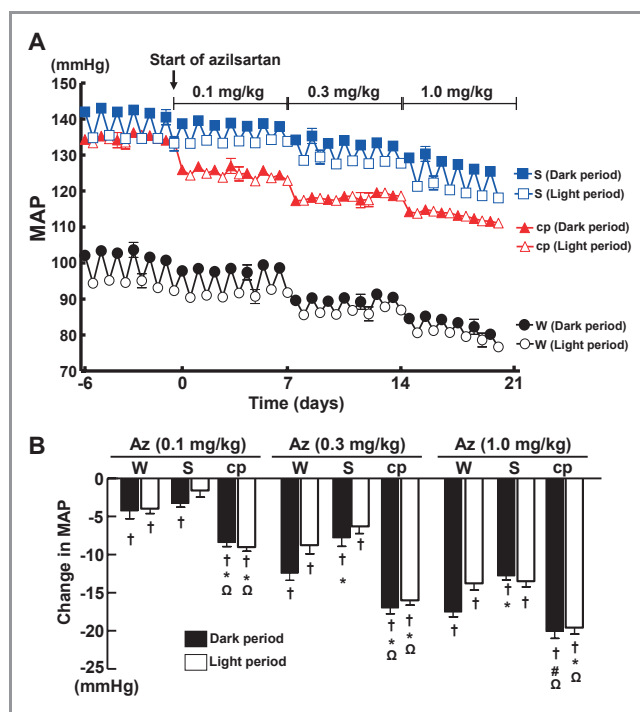 A
(mmHg)
Start of azilsartan
0.1 mg/kg 0.3 mg/kg 1.0 mg/kg
150
140
130
120
110
100
90
80
70
MAP
S (Dark period)
S (Light period)
cp (Dark period)
cp (Light period)
W (Dark period)
W (Light period)
-6 0 7 14 21
Time (days)
B
Az (0.1 mg/kg) Az (0.3 mg/kg) Az (1.0 mg/kg)
W S cp W S cp W S cp
0
-5
-10
-15
-20
-25
(mmHg)
Change in MAP
† † † † * Ω † * Ω
† † † * † † * Ω † * Ω
† † † * † † # Ω † * Ω
Dark period
Light period